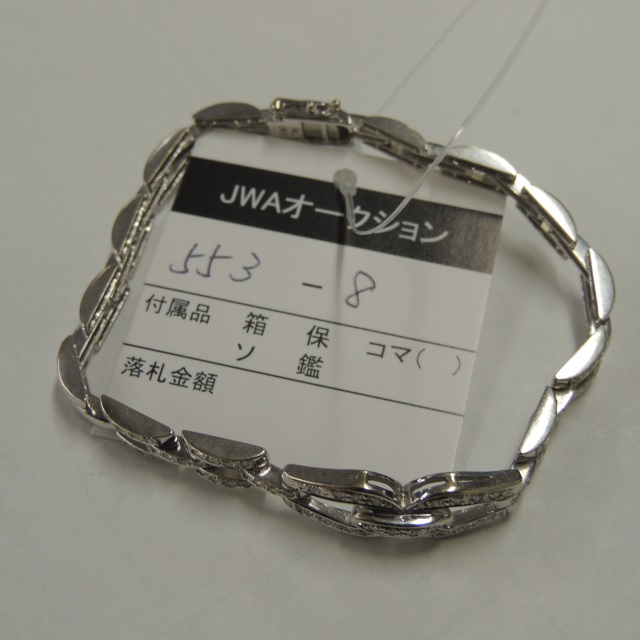 JWAオークション
553 - 8
付属品 箱 保 コマ( )
ソ 鑑
落札金額